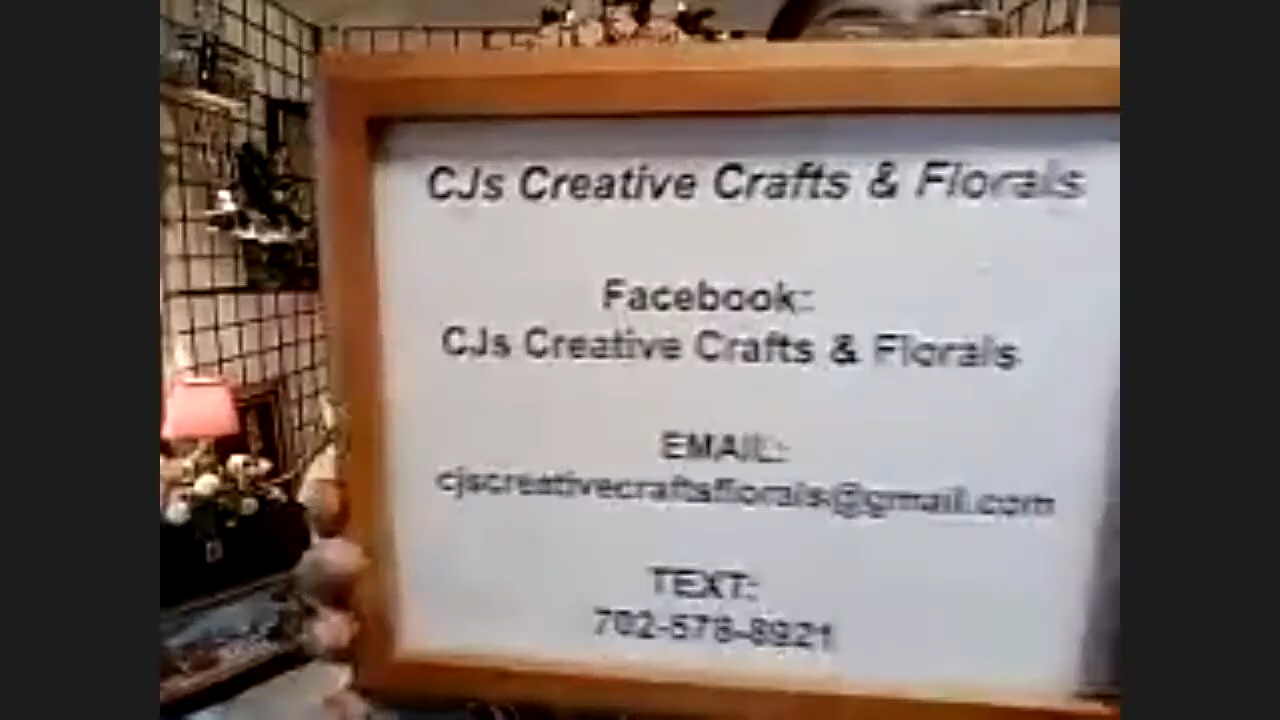 CJs Creative Crafts & Florals
Facebook:
CJs Creative Crafts & Florals
EMAIL:
cjscreativecraftsflorals@gmail.com
TEXT:
702-578-8921